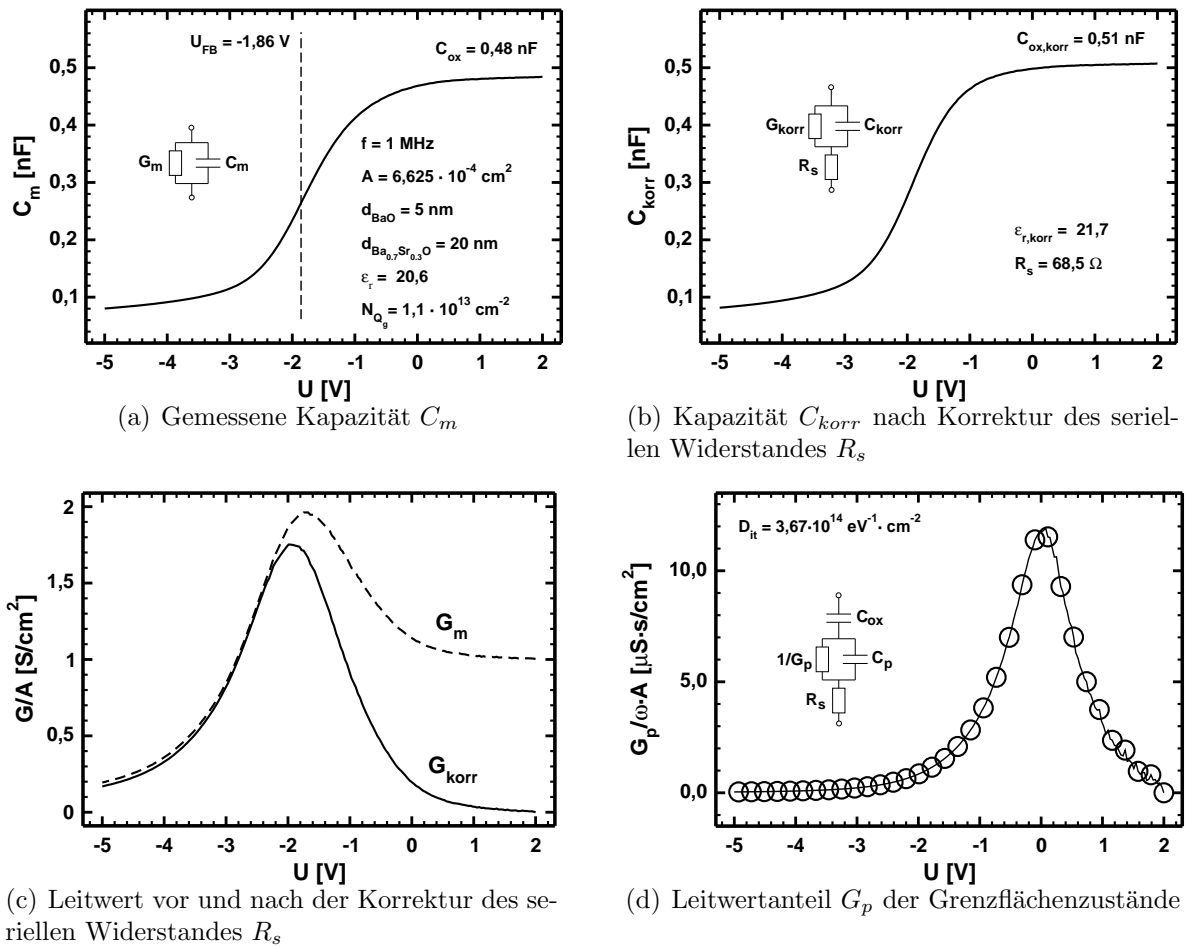 U_FB = -1,86 V
C_ox = 0,48 nF
0,5
0,4
0,3
0,2
0,1
C_m [nF]
G_m
C_m
f = 1 MHz
A = 6,625 · 10^-4 cm^2
d_BaO = 5 nm
d_Ba_0.7Sr_0.3O = 20 nm
ε_r = 20,6
N_Q_g = 1,1 · 10^13 cm^-2
-5 -4 -3 -2 -1 0 1 2
U [V]
(a) Gemessene Kapazität C_m
C_ox,korr = 0,51 nF
0,5
0,4
0,3
0,2
0,1
C_korr [nF]
G_korr
C_korr
R_s
ε_r,korr = 21,7
R_s = 68,5 Ω
-5 -4 -3 -2 -1 0 1 2
U [V]
(b) Kapazität C_korr nach Korrektur des seriel-
len Widerstandes R_s
2
1,5
1
0,5
0
G/A [S/cm^2]
G_m
G_korr
-5 -4 -3 -2 -1 0 1 2
U [V]
(c) Leitwert vor und nach der Korrektur des se-
riellen Widerstandes R_s
D_it = 3,67·10^14 eV^-1 · cm^-2
10,0
5,0
0,0
G_p/ω·A [µS·s/cm^2]
C_ox
1/G_p
C_p
R_s
-5 -4 -3 -2 -1 0 1 2
U [V]
(d) Leitwertanteil G_p der Grenzflächenzustände